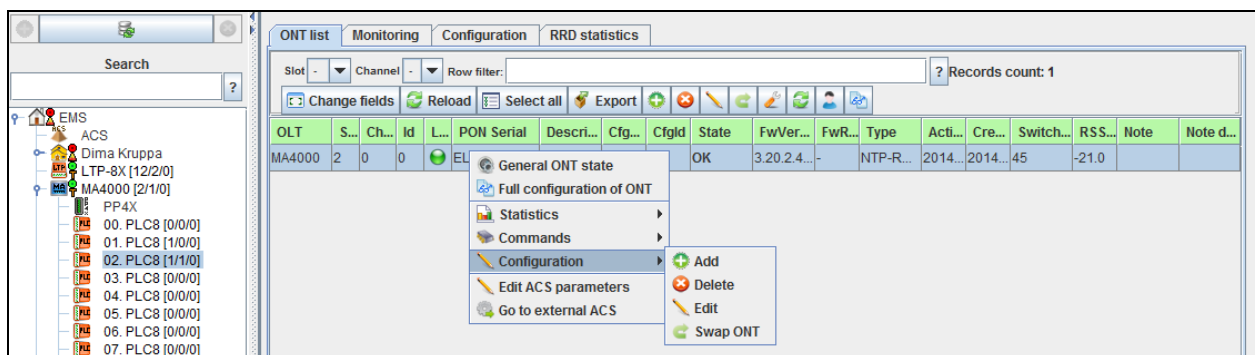 Search
?
EMS
ACS
Dima Kruppa
LTP-8X [12/2/0]
MA4000 [2/1/0]
PP4X
00. PLC8 [0/0/0]
01. PLC8 [1/0/0]
02. PLC8 [1/1/0]
03. PLC8 [0/0/0]
04. PLC8 [0/0/0]
05. PLC8 [0/0/0]
06. PLC8 [0/0/0]
07. PLC8 [0/0/0]
ONT list Monitoring Configuration RRD statistics
Slot - Channel - Row filter: ? Records count: 1
Change fields Reload Select all Export
OLT S... Ch... Id L... PON Serial Descri... Cfg... CfgId State FwVer... FwR... Type Acti... Cre... Switch... RSS... Note Note d...
MA4000 2 0 0 EL OK 3.20.2.4... - NTP-R... 2014... 2014... 45 -21.0
General ONT state
Full configuration of ONT
Statistics
Commands
Configuration
Edit ACS parameters
Go to external ACS
Add
Delete
Edit
Swap ONT